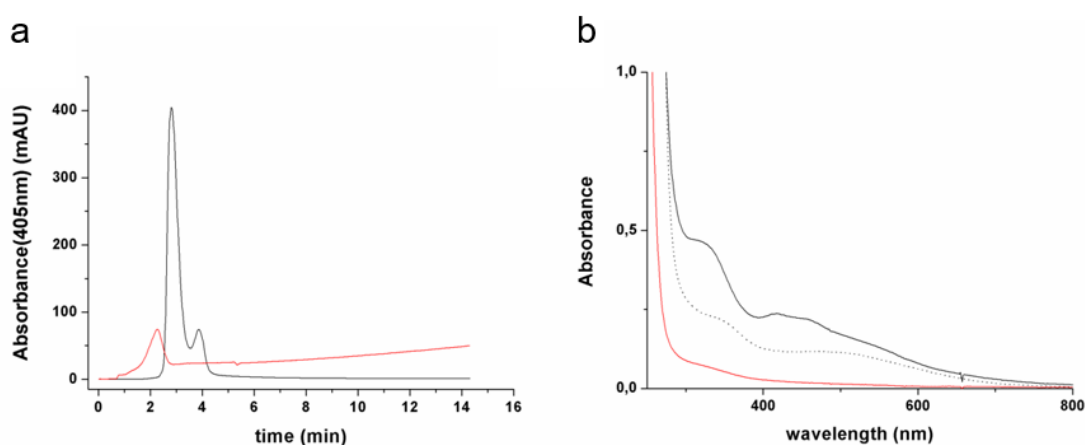 a
Absorbance(405nm) (mAU)
400
300
200
100
0
0 2 4 6 8 10 12 14 16
time (min)
b
Absorbance
1,0
0,5
0,0
400 600 800
wavelength (nm)